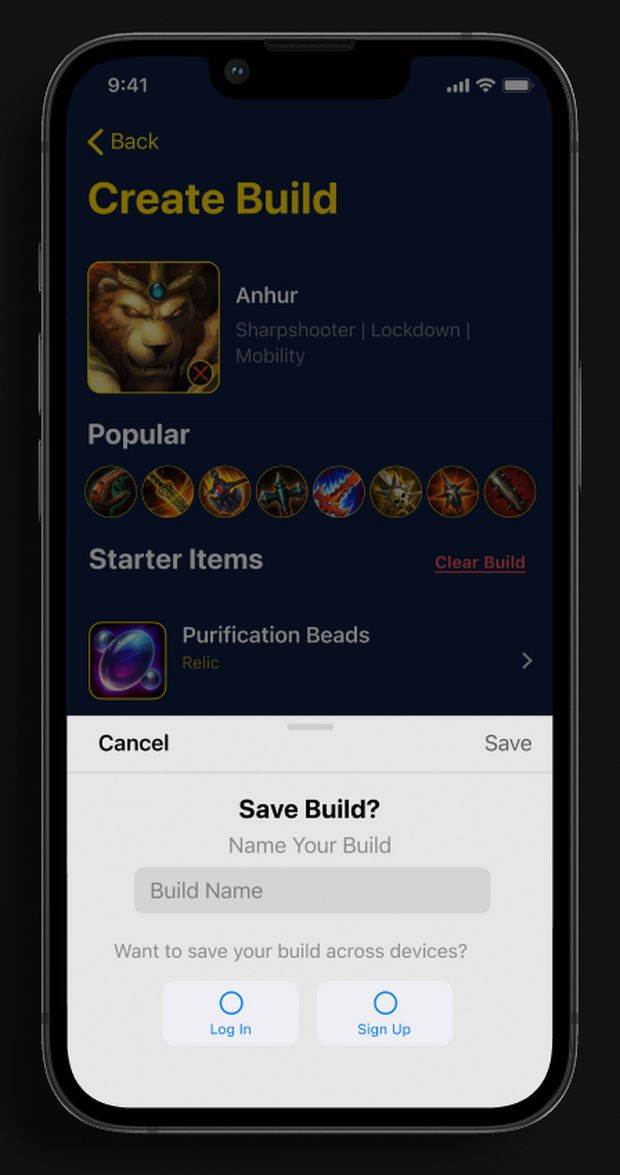 9:41
Back
Create Build
Anhur
Sharpshooter | Lockdown |
Mobility
Popular
Starter Items
Clear Build
Purification Beads
Relic
Cancel
Save
Save Build?
Name Your Build
Build Name
Want to save your build across devices?
Log In
Sign Up